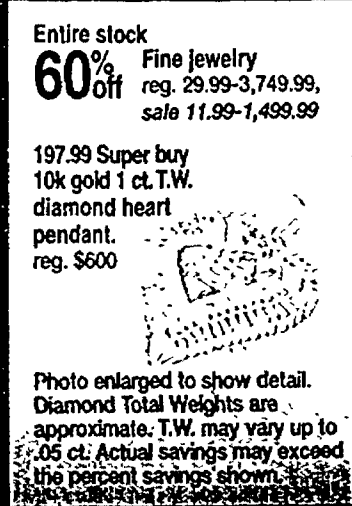 Entire stock
60% off Fine jewelry
reg. 29.99-3,749.99,
sale 11.99-1,499.99
197.99 Super buy
10k gold 1 ct. T.W.
diamond heart
pendant.
reg. $600
Photo enlarged to show detail.
Diamond Total Weights are
approximate. T.W. may vary up to
.05 ct. Actual savings may exceed
the percent savings shown.